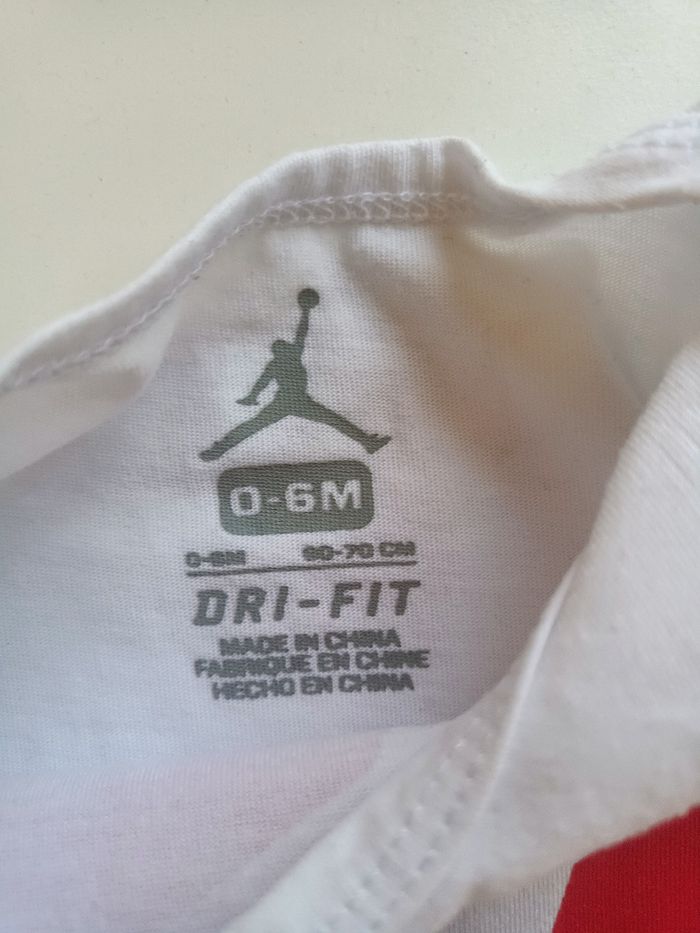 0-6M
0-6M 60-70 CM
DRI-FIT
MADE IN CHINA
FABRIQUE EN CHINE
HECHO EN CHINA